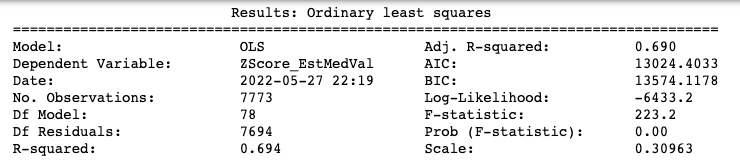 Results: Ordinary least squares
==================================================================
Model: OLS Adj. R-squared: 0.690
Dependent Variable: ZScore_EstMedVal AIC: 13024.4033
Date: 2022-05-27 22:19 BIC: 13574.1178
No. Observations: 7773 Log-Likelihood: -6433.2
Df Model: 78 F-statistic: 223.2
Df Residuals: 7694 Prob (F-statistic): 0.00
R-squared: 0.694 Scale: 0.30963